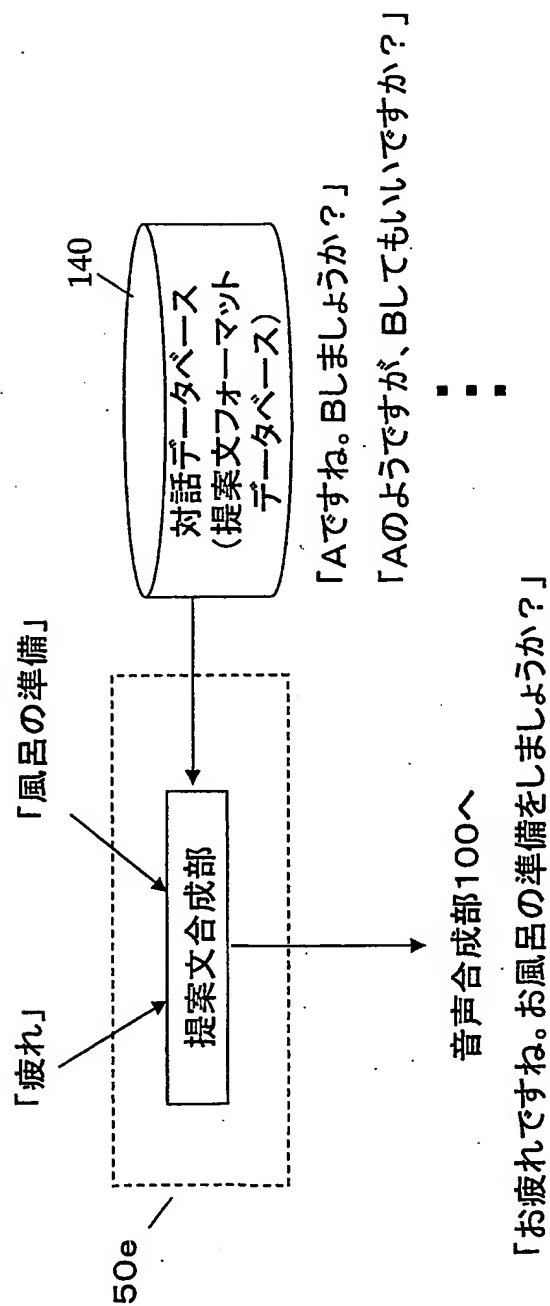 「疲れ」
「風呂の準備」
50e
提案文合成部
140
対話データベース
(提案文フォーマット
データベース)
「Aですね。Bしましょうか?」
「Aのようですが、Bしてもいいですか?」
音声合成部100へ
「お疲れですね。お風呂の準備をしましょうか?」